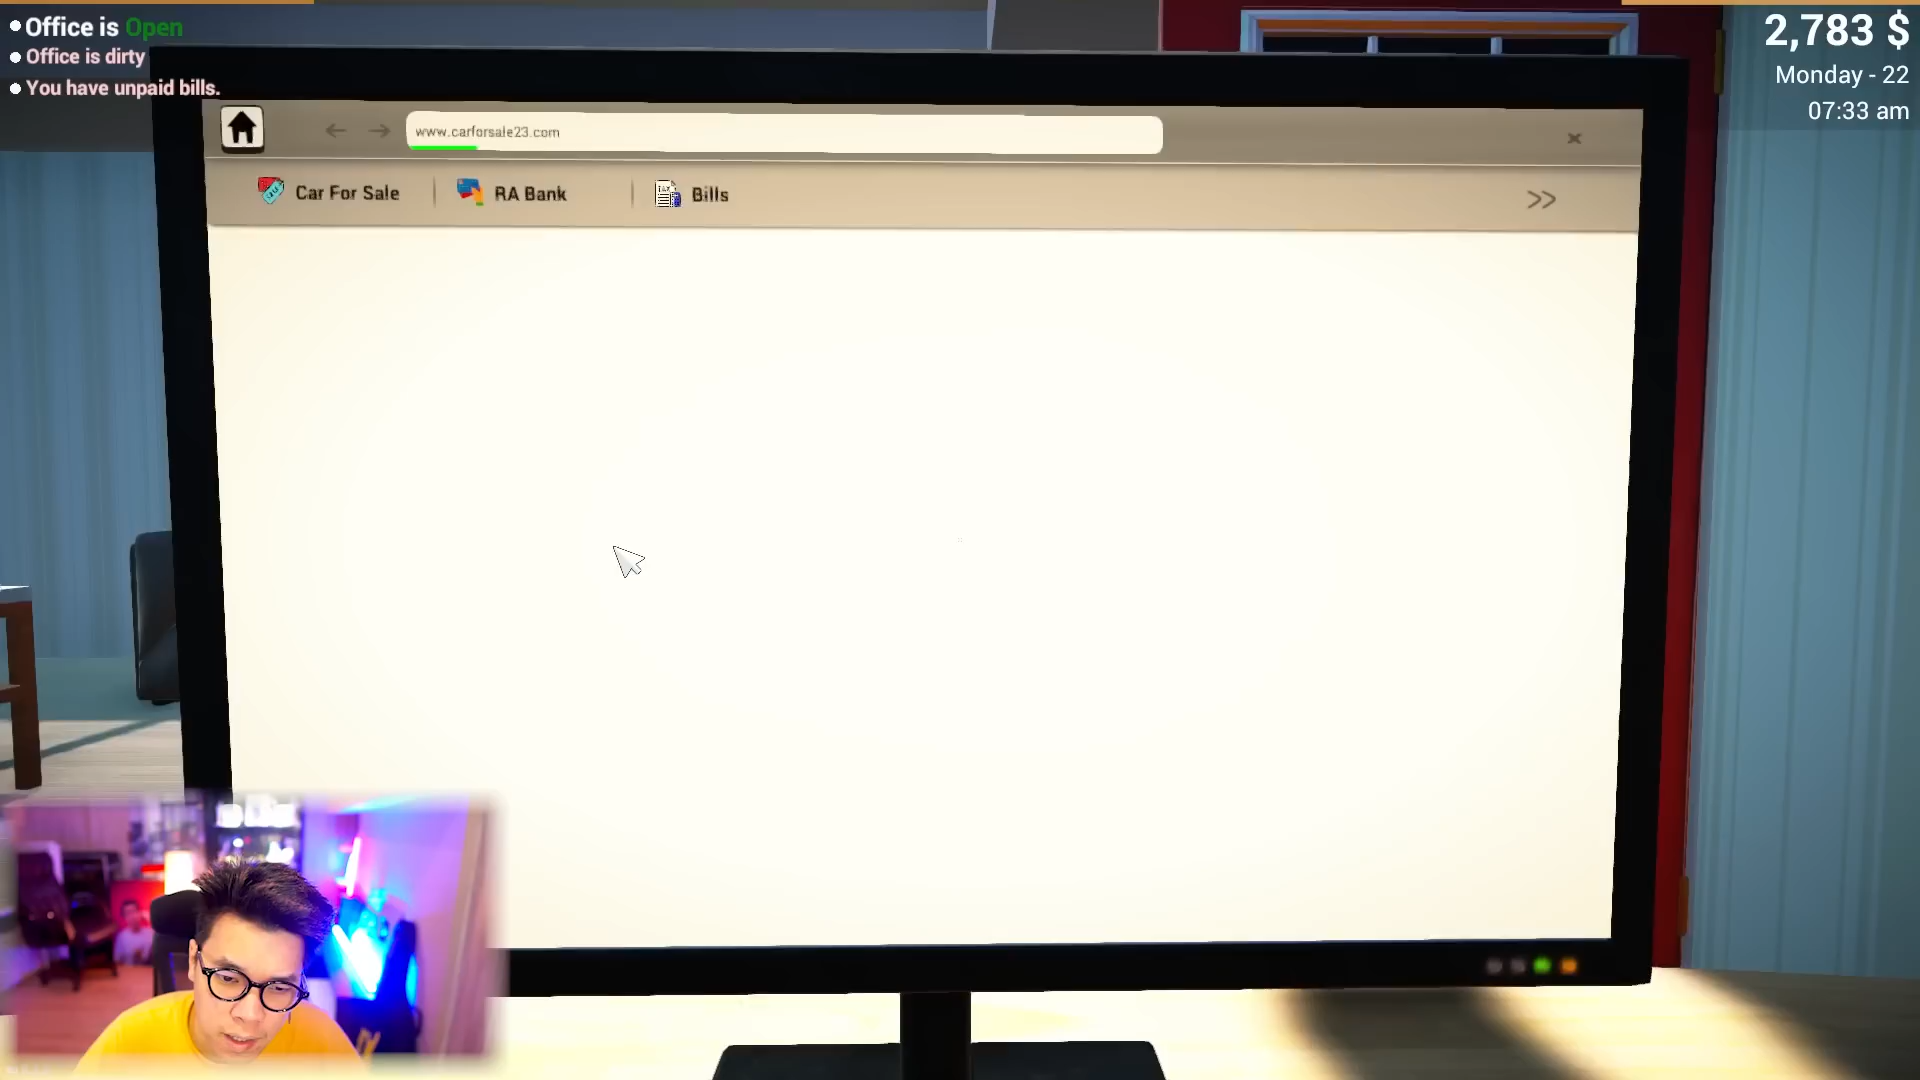 Office is Open
Office is dirty
You have unpaid bills.
2,783 $
Monday - 22
07:33 am
www.carforsale23.com
Car For Sale
RA Bank
Bills
>>